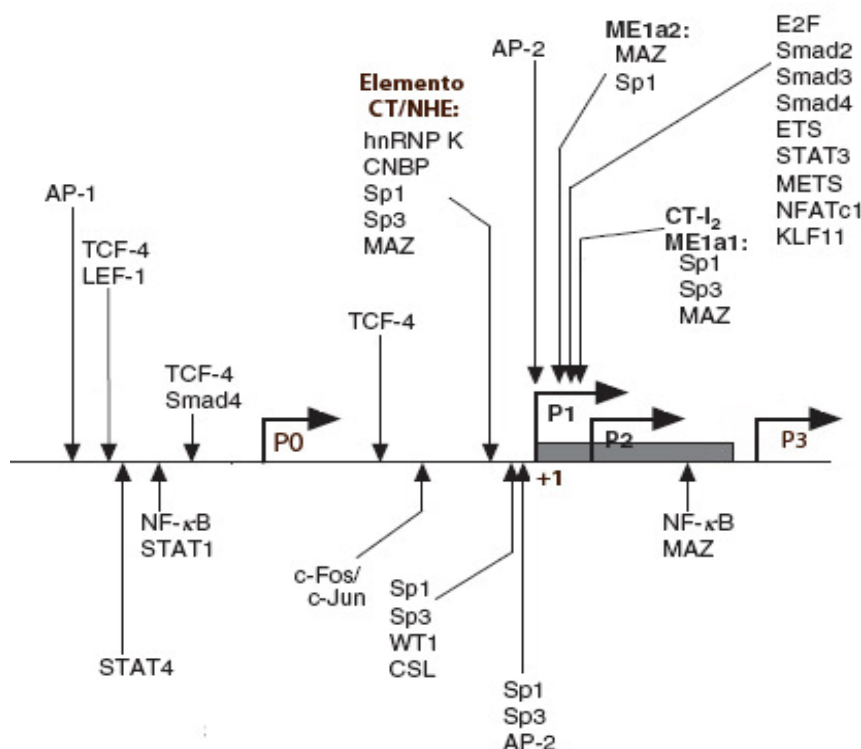 AP-1
TCF-4
LEF-1
TCF-4
Smad4
P0
TCF-4
Elemento
CT/NHE:
hnRNP K
CNBP
Sp1
Sp3
MAZ
AP-2
ME1a2:
MAZ
Sp1
E2F
Smad2
Smad3
Smad4
ETS
STAT3
METS
NFATc1
KLF11
CT-I₂
ME1a1:
Sp1
Sp3
MAZ
P1
P2
P3
+1
STAT4
NF-κB
STAT1
c-Fos/
c-Jun
Sp1
Sp3
WT1
CSL
Sp1
Sp3
AP-2
NF-κB
MAZ